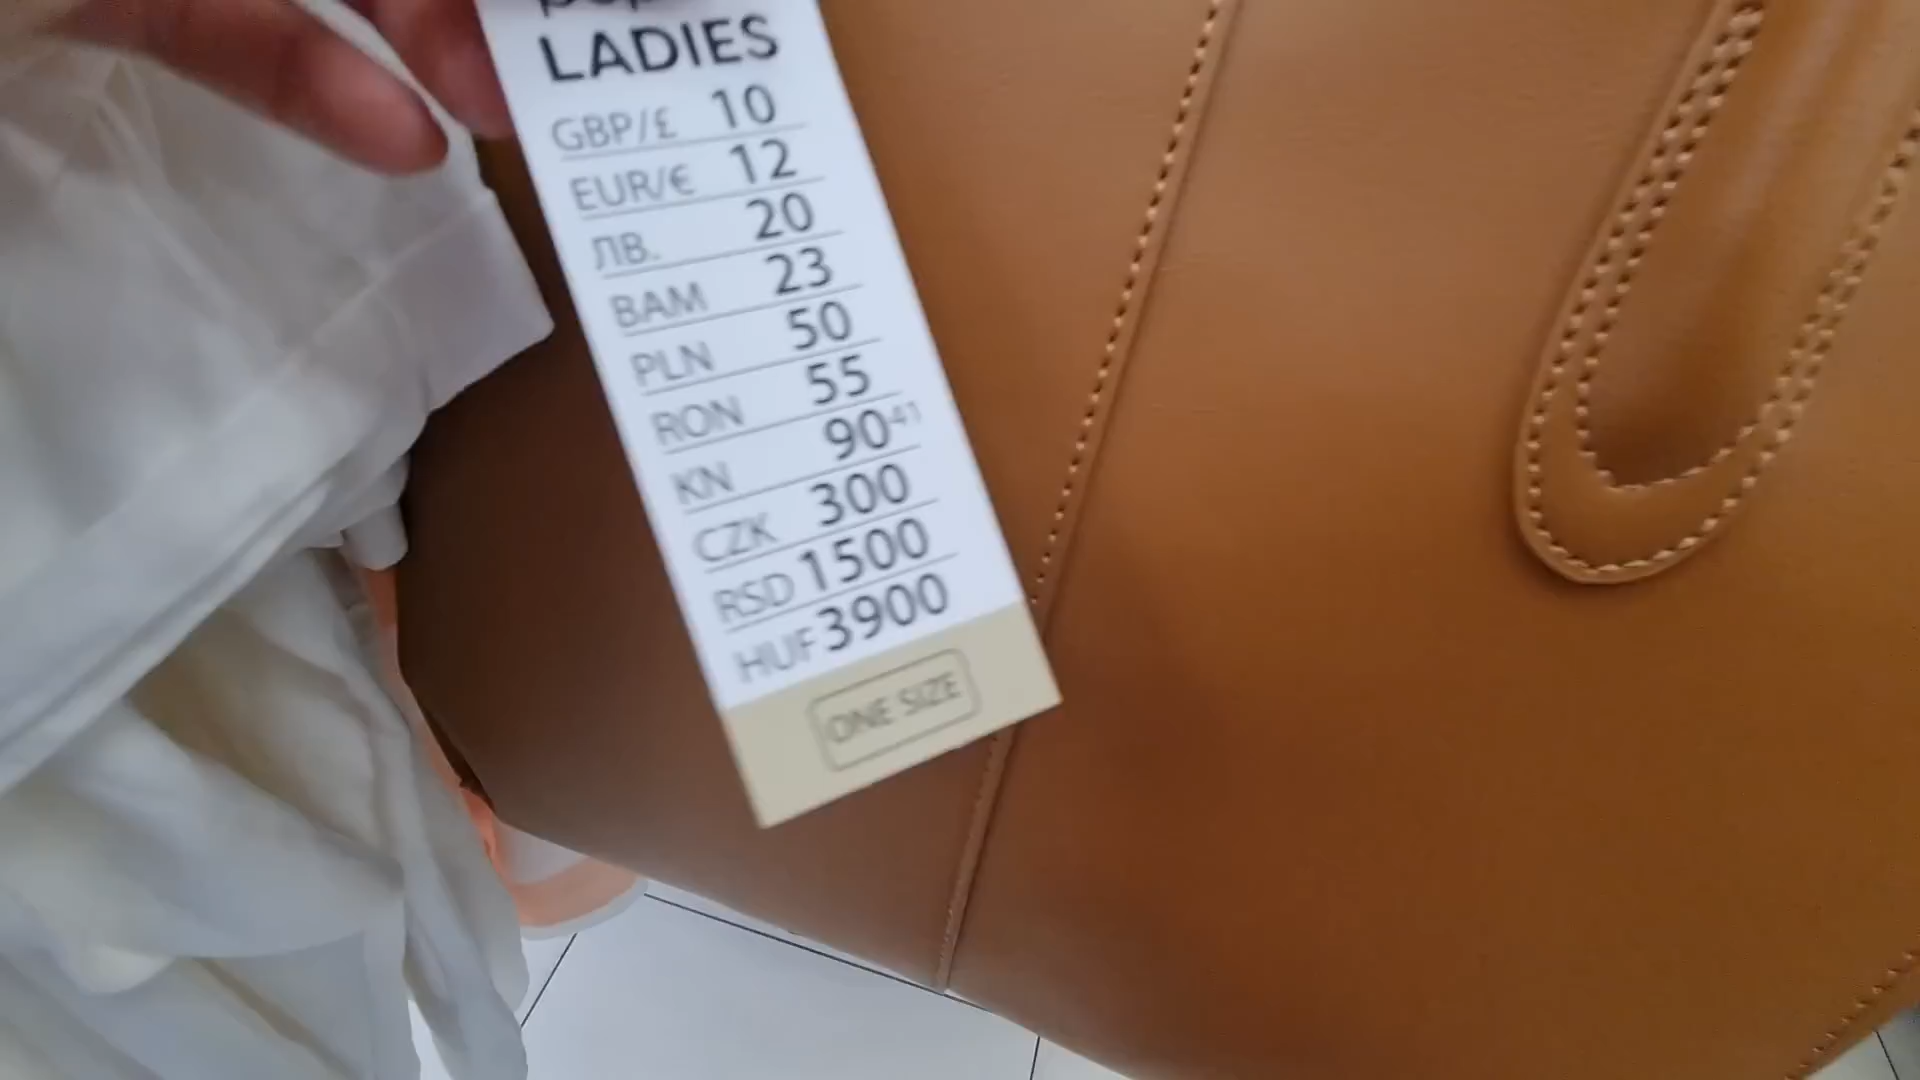 LADIES
GBP/£ 10
EUR/€ 12
ЛВ. 20
BAM 23
PLN 50
RON 55
KN 90⁴¹
CZK 300
RSD 1500
HUF 3900
ONE SIZE